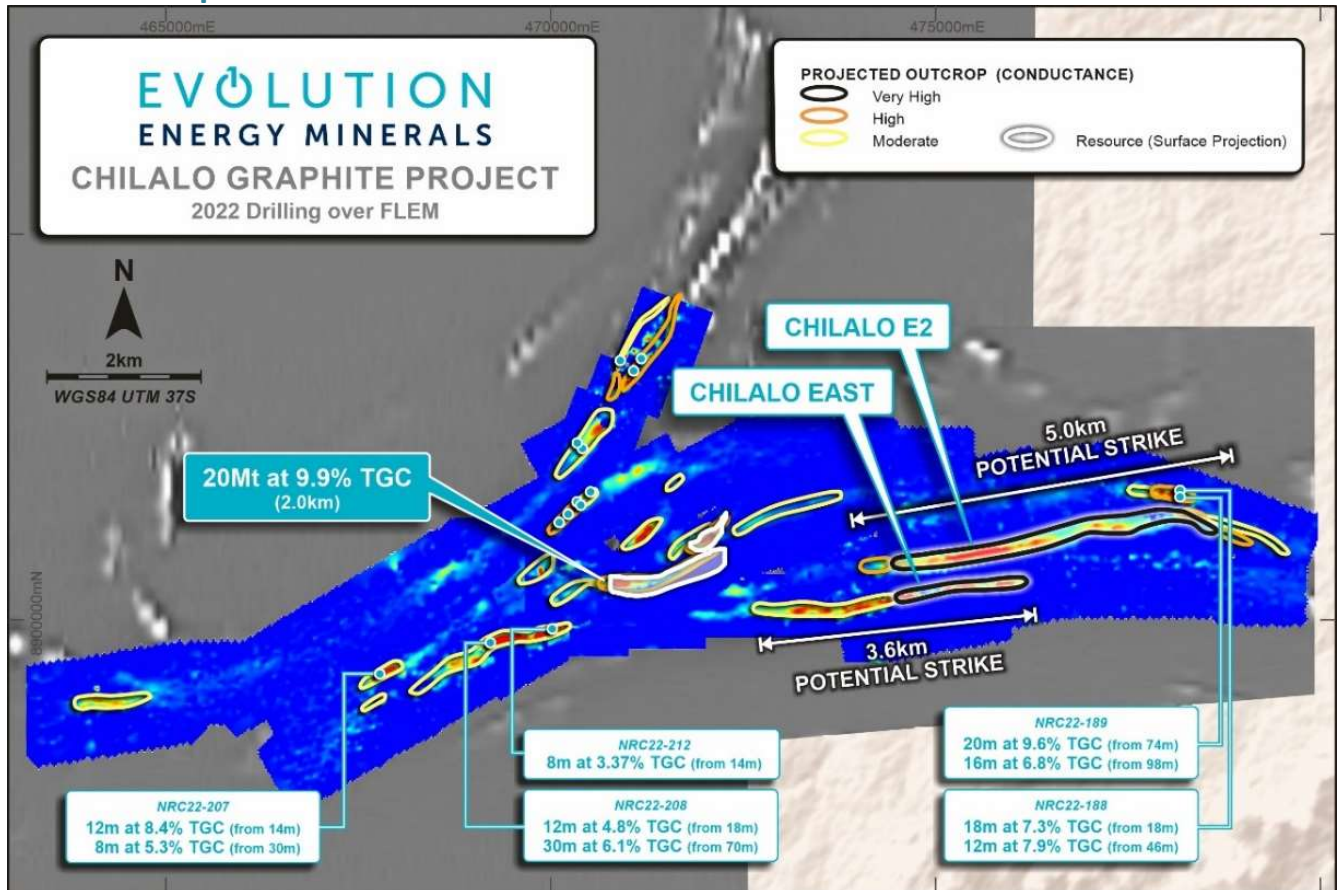 465000mE
470000mE
475000mE
EVOLUTION
ENERGY MINERALS
CHILALO GRAPHITE PROJECT
2022 Drilling over FLEM
PROJECTED OUTCROP (CONDUCTANCE)
Very High
High
Moderate
Resource (Surface Projection)
N
2km
WGS84 UTM 37S
CHILALO E2
CHILALO EAST
5.0km
POTENTIAL STRIKE
20Mt at 9.9% TGC
(2.0km)
8800000mN
3.6km
POTENTIAL STRIKE
NRC22-207
12m at 8.4% TGC (from 14m)
8m at 5.3% TGC (from 30m)
NRC22-212
8m at 3.37% TGC (from 14m)
NRC22-208
12m at 4.8% TGC (from 18m)
30m at 6.1% TGC (from 70m)
NRC22-189
20m at 9.6% TGC (from 74m)
16m at 6.8% TGC (from 98m)
NRC22-188
18m at 7.3% TGC (from 18m)
12m at 7.9% TGC (from 46m)